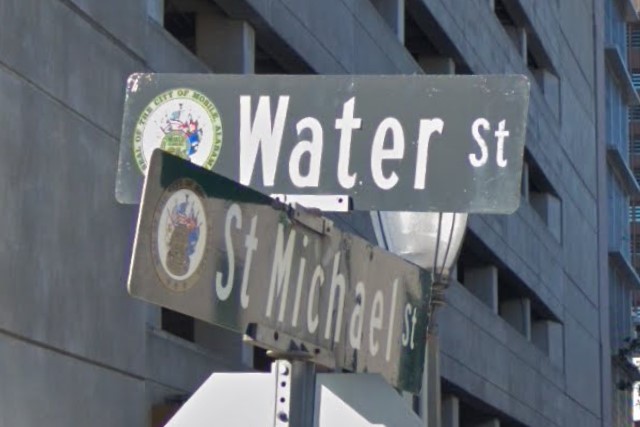 SEAL OF THE CITY OF MOBILE, ALABAMA
Water St
St Michael St